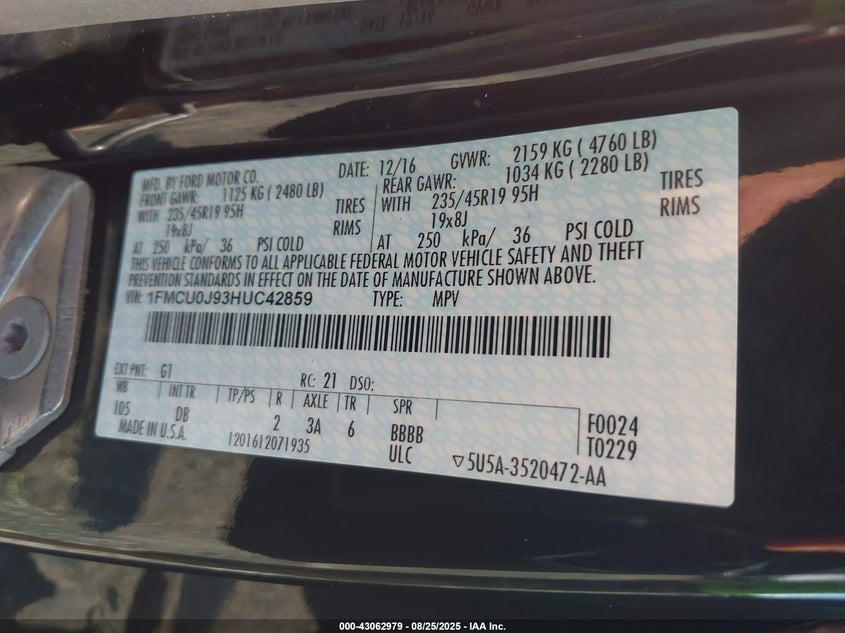 MFD. BY FORD MOTOR CO.
DATE: 12/16 GVWR: 2159 KG ( 4760 LB)
FRONT GAWR: 1125 KG ( 2480 LB)
REAR GAWR: 1034 KG ( 2280 LB)
WITH 235/45R19 95H TIRES
WITH 235/45R19 95H TIRES
19x8J RIMS
19x8J RIMS
AT 250 kPa/ 36 PSI COLD
AT 250 kPa/ 36 PSI COLD
THIS VEHICLE CONFORMS TO ALL APPLICABLE FEDERAL MOTOR VEHICLE SAFETY AND THEFT
PREVENTION STANDARDS IN EFFECT ON THE DATE OF MANUFACTURE SHOWN ABOVE.
VIN: 1FMCU0J93HUC42859 TYPE: MPV
EXT PNT: G1 RC: 21 DSO:
WB INT TR TP/PS R AXLE TR SPR
105 DB 2 3A 6 BBBB F0024
MADE IN U.S.A. 1201612071935 ULC T0229
5U5A-3520472-AA
000-43062979 - 08/25/2025 - IAA Inc.